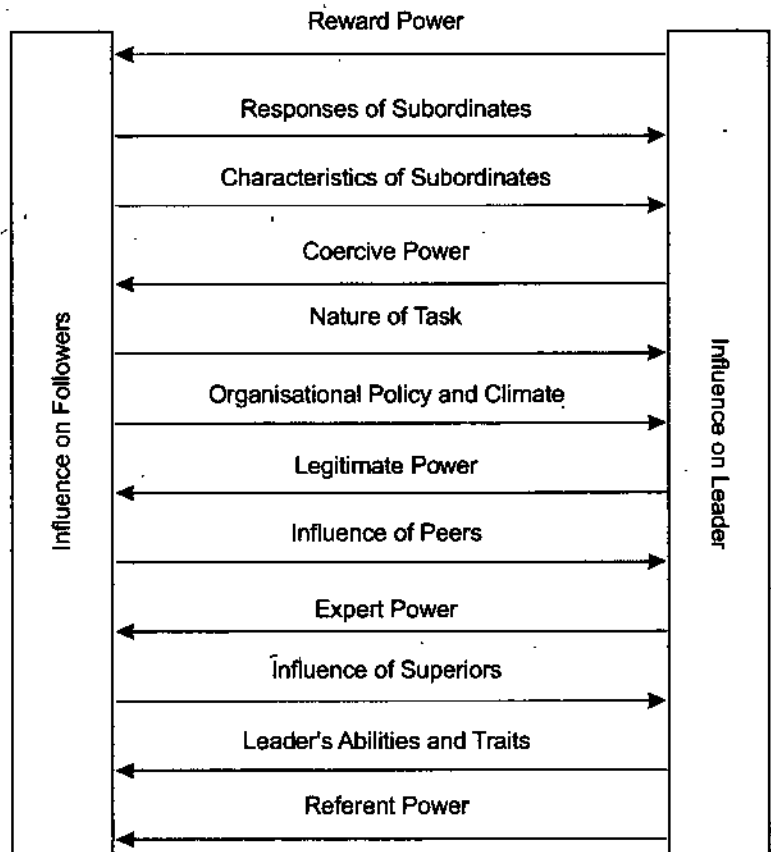 Reward Power
Responses of Subordinates
Characteristics of Subordinates
Coercive Power
Nature of Task
Organisational Policy and Climate
Legitimate Power
Influence of Peers
Expert Power
Influence of Superiors
Leader's Abilities and Traits
Referent Power
Influence on Followers
Influence on Leader